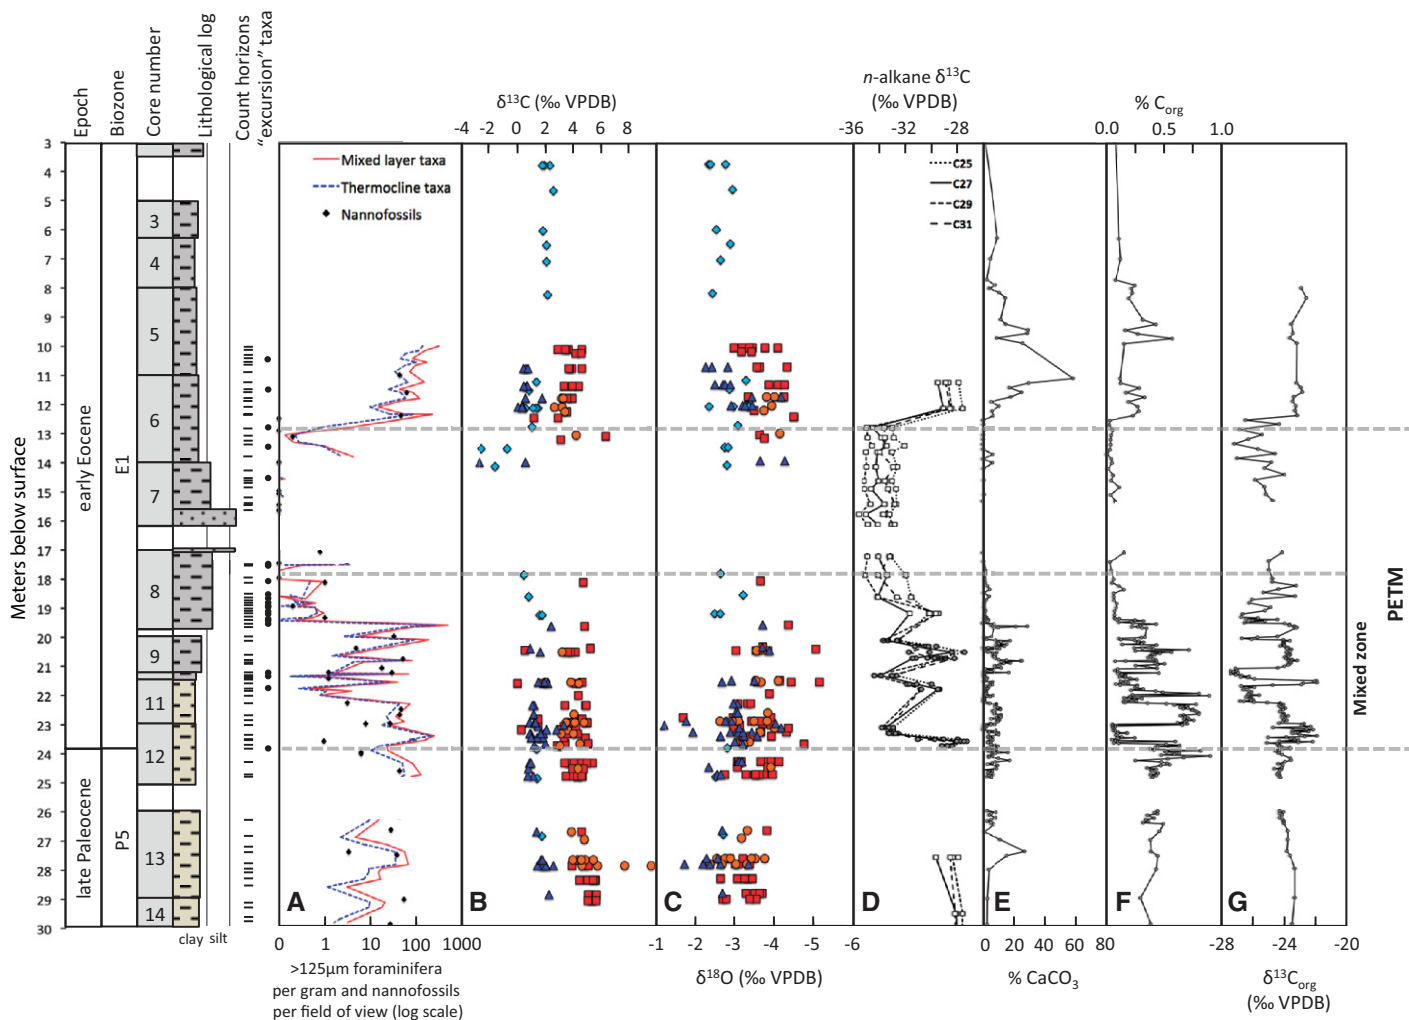 Epoch
Biozone
Core number
Lithological log
Count horizons
"excursion" taxa
δ13C (‰ VPDB)
-4 -2 0 2 4 6 8
n-alkane δ13C
(‰ VPDB)
-36 -32 -28
% Corg
0.0 0.5 1.0
Meters below surface
3
4
5
6
7
8
9
10
11
12
13
14
15
16
17
18
19
20
21
22
23
24
25
26
27
28
29
30
early Eocene
late Paleocene
E1
P5
3
4
5
6
7
8
9
11
12
13
14
clay silt
Mixed layer taxa
Thermocline taxa
Nannofossils
C25
C27
C29
C31
A
B
C
D
E
F
G
PETM
Mixed zone
0 1 10 100 1000
>125μm foraminifera
per gram and nannofossils
per field of view (log scale)
-1 -2 -3 -4 -5 -6
δ18O (‰ VPDB)
0 20 40 60 80
% CaCO3
-28 -24 -20
δ13Corg
(‰ VPDB)